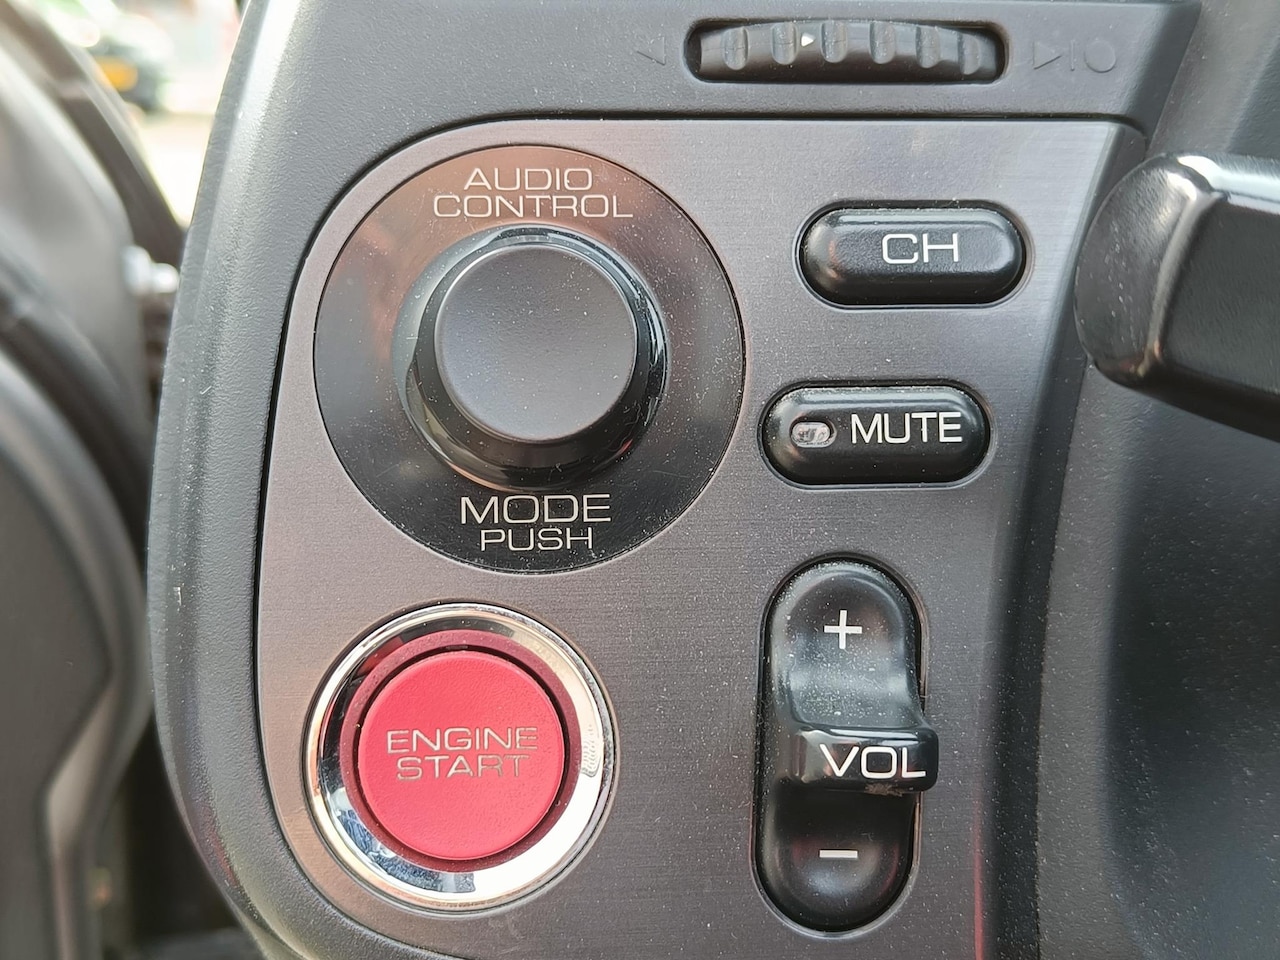 AUDIO
CONTROL
CH
MUTE
MODE
PUSH
+
ENGINE
START
VOL
−